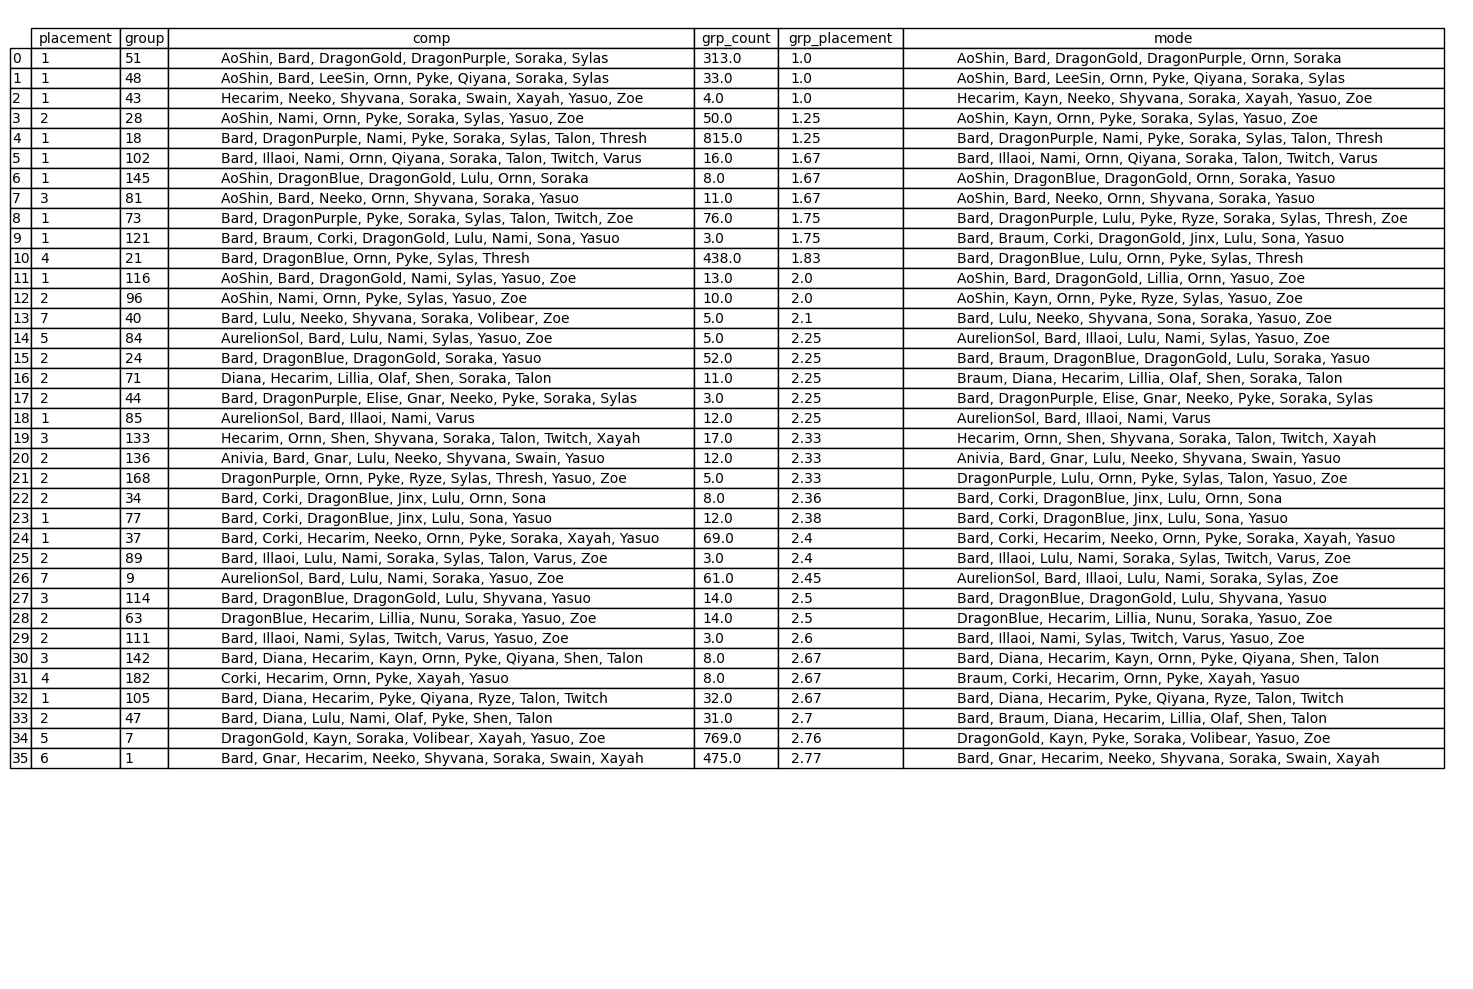 placement group comp grp_count grp_placement mode
0 1 51 AoShin, Bard, DragonGold, DragonPurple, Soraka, Sylas 313.0 1.0 AoShin, Bard, DragonGold, DragonPurple, Ornn, Soraka
1 1 48 AoShin, Bard, LeeSin, Ornn, Pyke, Qiyana, Soraka, Sylas 33.0 1.0 AoShin, Bard, LeeSin, Ornn, Pyke, Qiyana, Soraka, Sylas
2 1 43 Hecarim, Neeko, Shyvana, Soraka, Swain, Xayah, Yasuo, Zoe 4.0 1.0 Hecarim, Kayn, Neeko, Shyvana, Soraka, Xayah, Yasuo, Zoe
3 2 28 AoShin, Nami, Ornn, Pyke, Soraka, Sylas, Yasuo, Zoe 50.0 1.25 AoShin, Kayn, Ornn, Pyke, Soraka, Sylas, Yasuo, Zoe
4 1 18 Bard, DragonPurple, Nami, Pyke, Soraka, Sylas, Talon, Thresh 815.0 1.25 Bard, DragonPurple, Nami, Pyke, Soraka, Sylas, Talon, Thresh
5 1 102 Bard, Illaoi, Nami, Ornn, Qiyana, Soraka, Talon, Twitch, Varus 16.0 1.67 Bard, Illaoi, Nami, Ornn, Qiyana, Soraka, Talon, Twitch, Varus
6 1 145 AoShin, DragonBlue, DragonGold, Lulu, Ornn, Soraka 8.0 1.67 AoShin, DragonBlue, DragonGold, Ornn, Soraka, Yasuo
7 3 81 AoShin, Bard, Neeko, Ornn, Shyvana, Soraka, Yasuo 11.0 1.67 AoShin, Bard, Neeko, Ornn, Shyvana, Soraka, Yasuo
8 1 73 Bard, DragonPurple, Pyke, Soraka, Sylas, Talon, Twitch, Zoe 76.0 1.75 Bard, DragonPurple, Lulu, Pyke, Ryze, Soraka, Sylas, Thresh, Zoe
9 1 121 Bard, Braum, Corki, DragonGold, Lulu, Nami, Sona, Yasuo 3.0 1.75 Bard, Braum, Corki, DragonGold, Jinx, Lulu, Sona, Yasuo
10 4 21 Bard, DragonBlue, Ornn, Pyke, Sylas, Thresh 438.0 1.83 Bard, DragonBlue, Lulu, Ornn, Pyke, Sylas, Thresh
11 1 116 AoShin, Bard, DragonGold, Nami, Sylas, Yasuo, Zoe 13.0 2.0 AoShin, Bard, DragonGold, Lillia, Ornn, Yasuo, Zoe
12 2 96 AoShin, Nami, Ornn, Pyke, Sylas, Yasuo, Zoe 10.0 2.0 AoShin, Kayn, Ornn, Pyke, Ryze, Sylas, Yasuo, Zoe
13 7 40 Bard, Lulu, Neeko, Shyvana, Soraka, Volibear, Zoe 5.0 2.1 Bard, Lulu, Neeko, Shyvana, Sona, Soraka, Yasuo, Zoe
14 5 84 AurelionSol, Bard, Lulu, Nami, Sylas, Yasuo, Zoe 5.0 2.25 AurelionSol, Bard, Illaoi, Lulu, Nami, Sylas, Yasuo, Zoe
15 2 24 Bard, DragonBlue, DragonGold, Soraka, Yasuo 52.0 2.25 Bard, Braum, DragonBlue, DragonGold, Lulu, Soraka, Yasuo
16 2 71 Diana, Hecarim, Lillia, Olaf, Shen, Soraka, Talon 11.0 2.25 Braum, Diana, Hecarim, Lillia, Olaf, Shen, Soraka, Talon
17 2 44 Bard, DragonPurple, Elise, Gnar, Neeko, Pyke, Soraka, Sylas 3.0 2.25 Bard, DragonPurple, Elise, Gnar, Neeko, Pyke, Soraka, Sylas
18 1 85 AurelionSol, Bard, Illaoi, Nami, Varus 12.0 2.25 AurelionSol, Bard, Illaoi, Nami, Varus
19 3 133 Hecarim, Ornn, Shen, Shyvana, Soraka, Talon, Twitch, Xayah 17.0 2.33 Hecarim, Ornn, Shen, Shyvana, Soraka, Talon, Twitch, Xayah
20 2 136 Anivia, Bard, Gnar, Lulu, Neeko, Shyvana, Swain, Yasuo 12.0 2.33 Anivia, Bard, Gnar, Lulu, Neeko, Shyvana, Swain, Yasuo
21 2 168 DragonPurple, Ornn, Pyke, Ryze, Sylas, Thresh, Yasuo, Zoe 5.0 2.33 DragonPurple, Lulu, Ornn, Pyke, Sylas, Talon, Yasuo, Zoe
22 2 34 Bard, Corki, DragonBlue, Jinx, Lulu, Ornn, Sona 8.0 2.36 Bard, Corki, DragonBlue, Jinx, Lulu, Ornn, Sona
23 1 77 Bard, Corki, DragonBlue, Jinx, Lulu, Sona, Yasuo 12.0 2.38 Bard, Corki, DragonBlue, Jinx, Lulu, Sona, Yasuo
24 1 37 Bard, Corki, Hecarim, Neeko, Ornn, Pyke, Soraka, Xayah, Yasuo 69.0 2.4 Bard, Corki, Hecarim, Neeko, Ornn, Pyke, Soraka, Xayah, Yasuo
25 2 89 Bard, Illaoi, Lulu, Nami, Soraka, Sylas, Talon, Varus, Zoe 3.0 2.4 Bard, Illaoi, Lulu, Nami, Soraka, Sylas, Twitch, Varus, Zoe
26 7 9 AurelionSol, Bard, Lulu, Nami, Soraka, Yasuo, Zoe 61.0 2.45 AurelionSol, Bard, Illaoi, Lulu, Nami, Soraka, Sylas, Zoe
27 3 114 Bard, DragonBlue, DragonGold, Lulu, Shyvana, Yasuo 14.0 2.5 Bard, DragonBlue, DragonGold, Lulu, Shyvana, Yasuo
28 2 63 DragonBlue, Hecarim, Lillia, Nunu, Soraka, Yasuo, Zoe 14.0 2.5 DragonBlue, Hecarim, Lillia, Nunu, Soraka, Yasuo, Zoe
29 2 111 Bard, Illaoi, Nami, Sylas, Twitch, Varus, Yasuo, Zoe 3.0 2.6 Bard, Illaoi, Nami, Sylas, Twitch, Varus, Yasuo, Zoe
30 3 142 Bard, Diana, Hecarim, Kayn, Ornn, Pyke, Qiyana, Shen, Talon 8.0 2.67 Bard, Diana, Hecarim, Kayn, Ornn, Pyke, Qiyana, Shen, Talon
31 4 182 Corki, Hecarim, Ornn, Pyke, Xayah, Yasuo 8.0 2.67 Braum, Corki, Hecarim, Ornn, Pyke, Xayah, Yasuo
32 1 105 Bard, Diana, Hecarim, Pyke, Qiyana, Ryze, Talon, Twitch 32.0 2.67 Bard, Diana, Hecarim, Pyke, Qiyana, Ryze, Talon, Twitch
33 2 47 Bard, Diana, Lulu, Nami, Olaf, Pyke, Shen, Talon 31.0 2.7 Bard, Braum, Diana, Hecarim, Lillia, Olaf, Shen, Talon
34 5 7 DragonGold, Kayn, Soraka, Volibear, Xayah, Yasuo, Zoe 769.0 2.76 DragonGold, Kayn, Pyke, Soraka, Volibear, Yasuo, Zoe
35 6 1 Bard, Gnar, Hecarim, Neeko, Shyvana, Soraka, Swain, Xayah 475.0 2.77 Bard, Gnar, Hecarim, Neeko, Shyvana, Soraka, Swain, Xayah